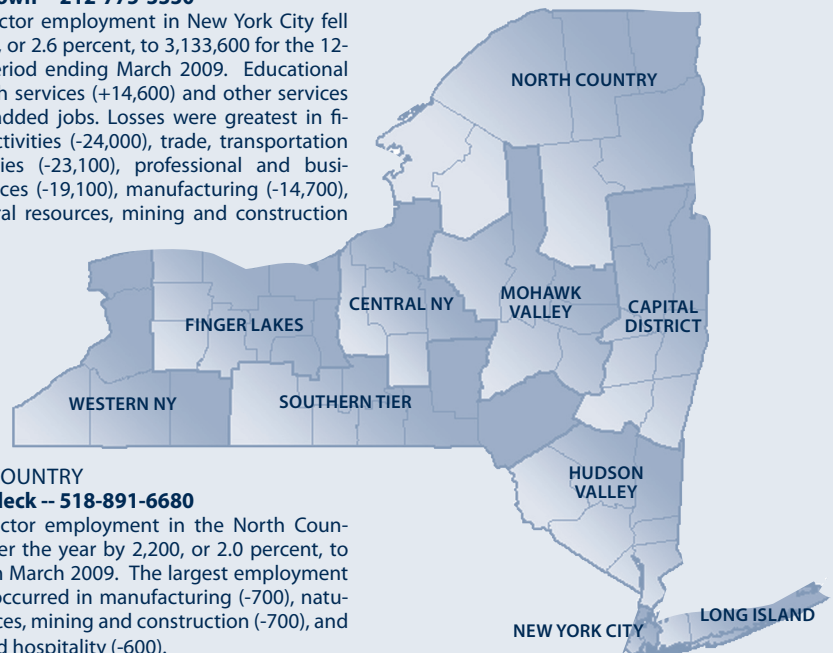 212-775-3330
ctor employment in New York City fell
, or 2.6 percent, to 3,133,600 for the 12-
eriod ending March 2009. Educational
h services (+14,600) and other services
added jobs. Losses were greatest in fi-
ctivities (-24,000), trade, transportation
ies (-23,100), professional and busi-
ces (-19,100), manufacturing (-14,700),
ral resources, mining and construction
OUNTRY
leck -- 518-891-6680
ctor employment in the North Coun-
er the year by 2,200, or 2.0 percent, to
n March 2009. The largest employment
occurred in manufacturing (-700), natu-
ces, mining and construction (-700), and
d hospitality (-600).
NORTH COUNTRY
CENTRAL NY
MOHAWK
VALLEY
CAPITAL
DISTRICT
FINGER LAKES
WESTERN NY
SOUTHERN TIER
HUDSON
VALLEY
NEW YORK CITY
LONG ISLAND